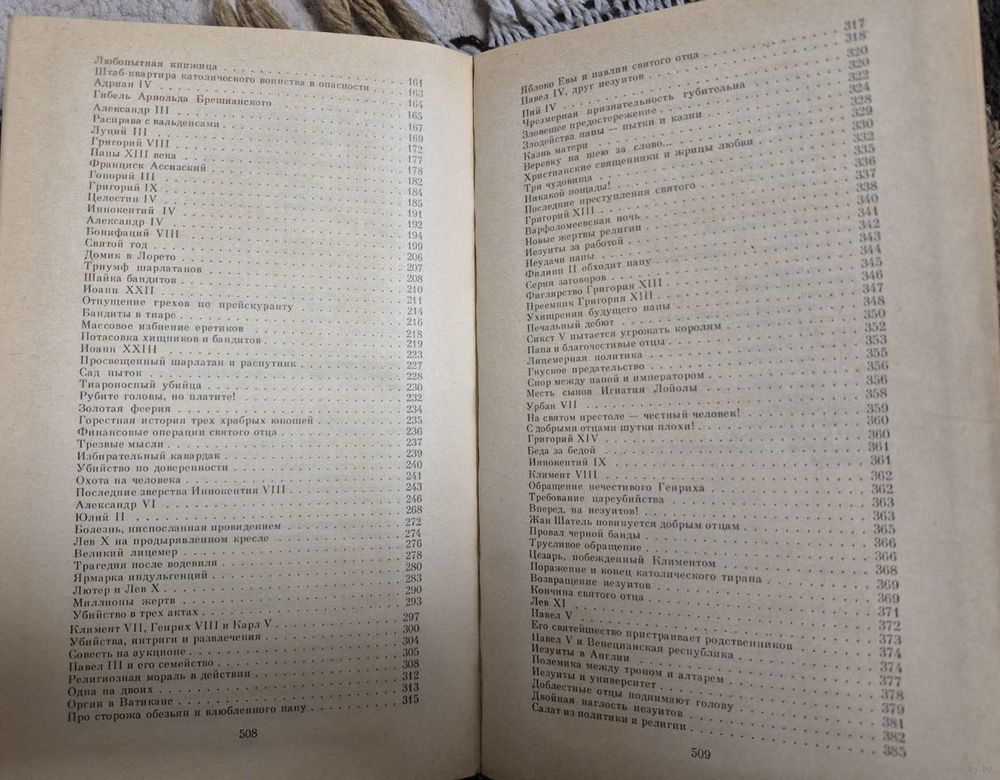 Любопытная книжица . . . 161
Штаб-квартира католического воинства в опасности . . . 163
Адриан IV . . . 164
Гибель Арнольда Брешианского . . . 165
Александр III . . . 167
Расправа с вальденсами . . . 169
Луций III . . . 172
Григорий VIII . . . 177
Папы XIII века . . . 178
Франциск Ассизский . . . 182
Гонорий III . . . 184
Григорий IX . . . 185
Целестин IV . . . 191
Иннокентий IV . . . 192
Александр IV . . . 194
Бонифаций VIII . . . 199
Святой год . . . 206
Домик в Лорето . . . 207
Триумф шарлатанов . . . 208
Шайка бандитов . . . 210
Иоанн XXII . . . 211
Отпущение грехов по прейскуранту . . . 214
Бандиты в тиаре . . . 216
Массовое избиение еретиков . . . 218
Потасовка хищников и бандитов . . . 219
Иоанн XXIII . . . 223
Просвещенный шарлатан и распутник . . . 227
Сад пыток . . . 228
Тиароносный убийца . . . 230
Рубите головы, но платите! . . . 232
Золотая феерия . . . 234
Горестная история трех храбрых юношей . . . 235
Финансовые операции святого отца . . . 236
Трезвые мысли . . . 237
Избирательный кавардак . . . 239
Убийство по доверенности . . . 240
Охота на человека . . . 241
Последние зверства Иннокентия VIII . . . 243
Александр VI . . . 246
Юлий II . . . 268
Болезнь, ниспосланная провидением . . . 272
Лев X на продырявленном кресле . . . 274
Великий лицемер . . . 276
Трагедия после водевиля . . . 278
Ярмарка индульгенций . . . 280
Лютер и Лев X . . . 283
Миллионы жертв . . . 290
Убийство в трех актах . . . 293
Климент VII, Генрих VIII и Карл V . . . 297
Убийства, интриги и развлечения . . . 300
Совесть на аукционе . . . 304
Павел III и его семейство . . . 305
Религиозная мораль в действии . . . 308
Одна на двоих . . . 312
Оргии в Ватикане . . . 313
Про сторожа обезьян и влюбленного папу . . . 315
508
Яблоко Евы и павлин святого отца . . . 317
Павел IV, друг иезуитов . . . 318
Пий IV . . . 320
Чрезмерная признательность губительна . . . 320
Зловещее предостережение . . . 322
Злодейства папы — пытки и казни . . . 324
Казнь матери . . . 328
Веревку на шею за слово... . . . 329
Христианские священники и жрицы любви . . . 330
Три чудовища . . . 332
Никакой пощады! . . . 335
Последние преступления святого . . . 336
Григорий XIII . . . 337
Варфоломеевская ночь . . . 338
Новые жертвы религии . . . 340
Иезуиты за работой . . . 341
Неудачи папы . . . 342
Филипп II обходит папу . . . 343
Серия заговоров . . . 344
Фиглярство Григория XIII . . . 345
Преемник Григория XIII . . . 346
Ухищрения будущего папы . . . 347
Печальный дебют . . . 348
Сикст V пытается угрожать королям . . . 350
Папа и благочестивые отцы . . . 352
Лицемерная политика . . . 353
Гнусное предательство . . . 355
Спор между папой и императором . . . 356
Месть сынов Игнатия Лойолы . . . 356
Урбан VII . . . 358
На святом престоле — честный человек! . . . 359
С добрыми отцами шутки плохи! . . . 360
Григорий XIV . . . 360
Беда за бедой . . . 361
Иннокентий IX . . . 361
Климент VIII . . . 362
Обращение нечестивого Генриха . . . 362
Требование цареубийства . . . 363
Вперед, на иезуитов! . . . 363
Жан Шатель повинуется добрым отцам . . . 365
Провал черной банды . . . 366
Трусливое обращение . . . 366
Цезарь, побежденный Климентом . . . 368
Поражение и конец католического тирана . . . 369
Возвращение иезуитов . . . 369
Кончина святого отца . . . 371
Лев XI . . . 372
Павел V . . . 373
Его святейшество пристраивает родственников . . . 374
Павел V и Венецианская республика . . . 374
Иезуиты в Англии . . . 377
Полемика между троном и алтарем . . . 378
Иезуиты и университет . . . 379
Доблестные отцы поднимают голову . . . 381
Двойная наглость иезуитов . . . 382
Салат из политики и религии . . . 385
509
www.ay.by